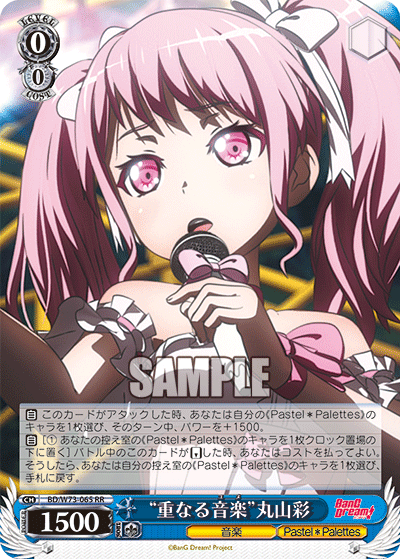 LEVEL
0
0
COST
SAMPLE
自 このカードがアタックした時、あなたは自分の《Pastel＊Palettes》の
キャラを1枚選び、そのターン中、パワーを＋1500。
自 [① あなたの控え室の《Pastel＊Palettes》のキャラを1枚クロック置場の
下に置く] バトル中のこのカードが【▼】した時、あなたはコストを払ってよい。
そうしたら、あなたは自分の控え室の《Pastel＊Palettes》のキャラを1枚選び、
手札に戻す。
CH BD/W73-065 RR
1500
“重なる音楽”丸山彩
BanG Dream!
音楽
Pastel＊Palettes
©BanG Dream! Project